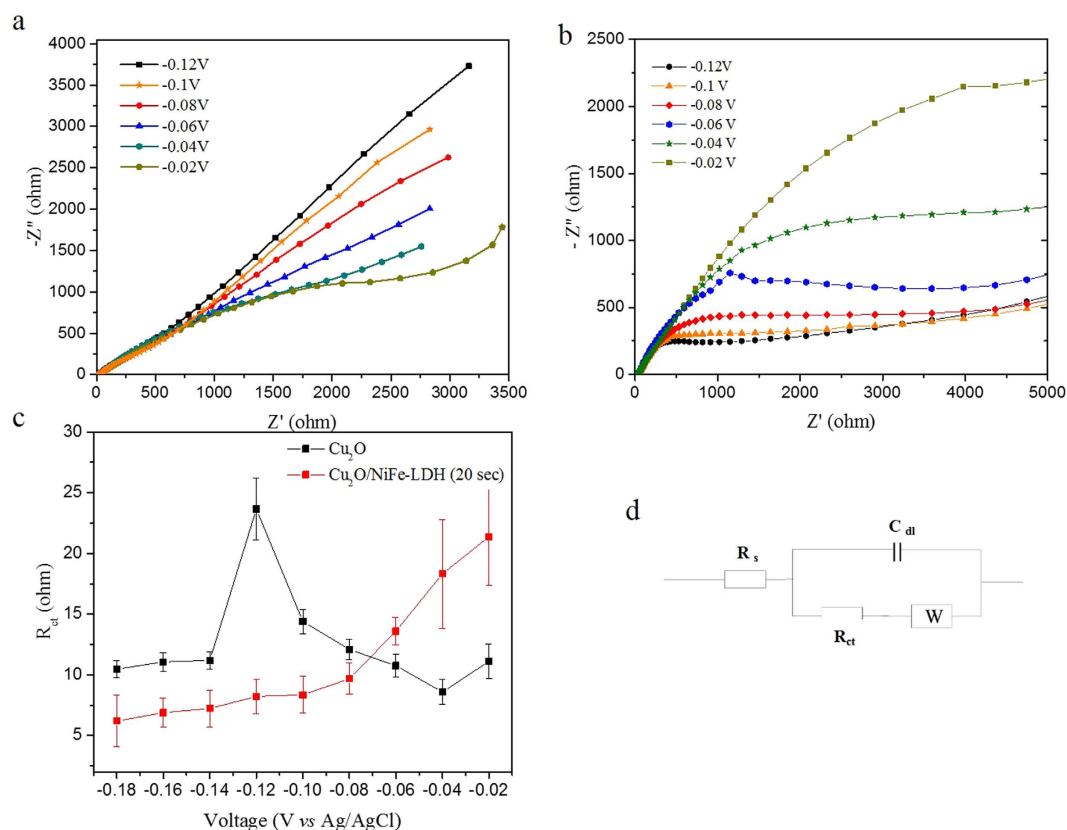 a
4000
3500
3000
2500
2000
1500
1000
500
0
-Z" (ohm)
-0.12V
-0.1V
-0.08V
-0.06V
-0.04V
-0.02V
0 500 1000 1500 2000 2500 3000 3500
Z' (ohm)
b
2500
2000
1500
1000
500
0
- Z" (ohm)
-0.12V
-0.1 V
-0.08 V
-0.06 V
-0.04 V
-0.02 V
0 1000 2000 3000 4000 5000
Z' (ohm)
c
30
25
20
15
10
5
R_ct (ohm)
Cu₂O
Cu₂O/NiFe-LDH (20 sec)
-0.18 -0.16 -0.14 -0.12 -0.10 -0.08 -0.06 -0.04 -0.02
Voltage (V vs Ag/AgCl)
d
C dl
R s
R_ct
W